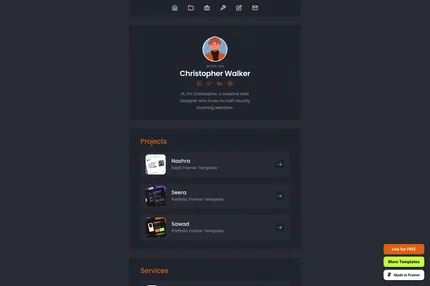 Christopher Walker
Hi, I'm Christopher, a creative Web
Designer who loves to craft visually
stunning websites.
Projects
Nashra
SaaS Framer Template
Seera
Portfolio Framer Template
Sawad
Portfolio Framer Template
Services
Use for FREE
More Templates
Made in Framer